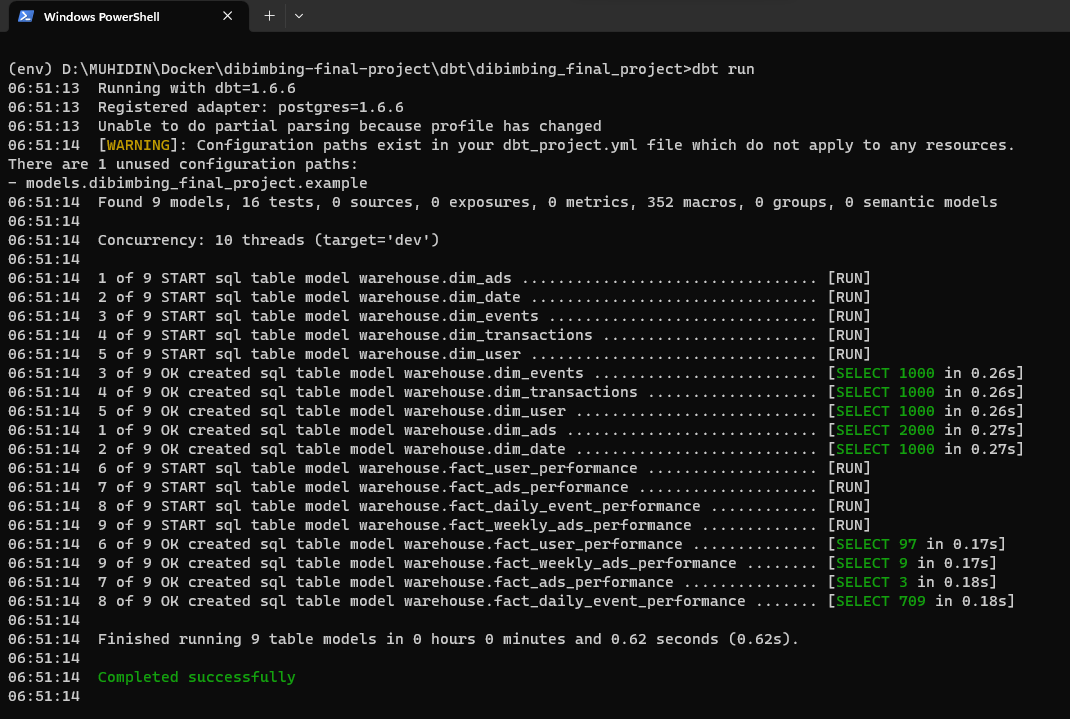 Windows PowerShell
(env) D:\MUHIDIN\Docker\dibimbing-final-project\dbt\dibimbing_final_project>dbt run
06:51:13  Running with dbt=1.6.6
06:51:13  Registered adapter: postgres=1.6.6
06:51:13  Unable to do partial parsing because profile has changed
06:51:14  [WARNING]: Configuration paths exist in your dbt_project.yml file which do not apply to any resources.
There are 1 unused configuration paths:
- models.dibimbing_final_project.example
06:51:14  Found 9 models, 16 tests, 0 sources, 0 exposures, 0 metrics, 352 macros, 0 groups, 0 semantic models
06:51:14
06:51:14  Concurrency: 10 threads (target='dev')
06:51:14
06:51:14  1 of 9 START sql table model warehouse.dim_ads ................................. [RUN]
06:51:14  2 of 9 START sql table model warehouse.dim_date ................................ [RUN]
06:51:14  3 of 9 START sql table model warehouse.dim_events .............................. [RUN]
06:51:14  4 of 9 START sql table model warehouse.dim_transactions ........................ [RUN]
06:51:14  5 of 9 START sql table model warehouse.dim_user ................................ [RUN]
06:51:14  3 of 9 OK created sql table model warehouse.dim_events ......................... [SELECT 1000 in 0.26s]
06:51:14  4 of 9 OK created sql table model warehouse.dim_transactions ................... [SELECT 1000 in 0.26s]
06:51:14  5 of 9 OK created sql table model warehouse.dim_user ........................... [SELECT 1000 in 0.26s]
06:51:14  1 of 9 OK created sql table model warehouse.dim_ads ............................ [SELECT 2000 in 0.27s]
06:51:14  2 of 9 OK created sql table model warehouse.dim_date ........................... [SELECT 1000 in 0.27s]
06:51:14  6 of 9 START sql table model warehouse.fact_user_performance ................... [RUN]
06:51:14  7 of 9 START sql table model warehouse.fact_ads_performance .................... [RUN]
06:51:14  8 of 9 START sql table model warehouse.fact_daily_event_performance ............ [RUN]
06:51:14  9 of 9 START sql table model warehouse.fact_weekly_ads_performance ............. [RUN]
06:51:14  6 of 9 OK created sql table model warehouse.fact_user_performance .............. [SELECT 97 in 0.17s]
06:51:14  9 of 9 OK created sql table model warehouse.fact_weekly_ads_performance ........ [SELECT 9 in 0.17s]
06:51:14  7 of 9 OK created sql table model warehouse.fact_ads_performance ............... [SELECT 3 in 0.18s]
06:51:14  8 of 9 OK created sql table model warehouse.fact_daily_event_performance ....... [SELECT 709 in 0.18s]
06:51:14
06:51:14  Finished running 9 table models in 0 hours 0 minutes and 0.62 seconds (0.62s).
06:51:14
06:51:14  Completed successfully
06:51:14